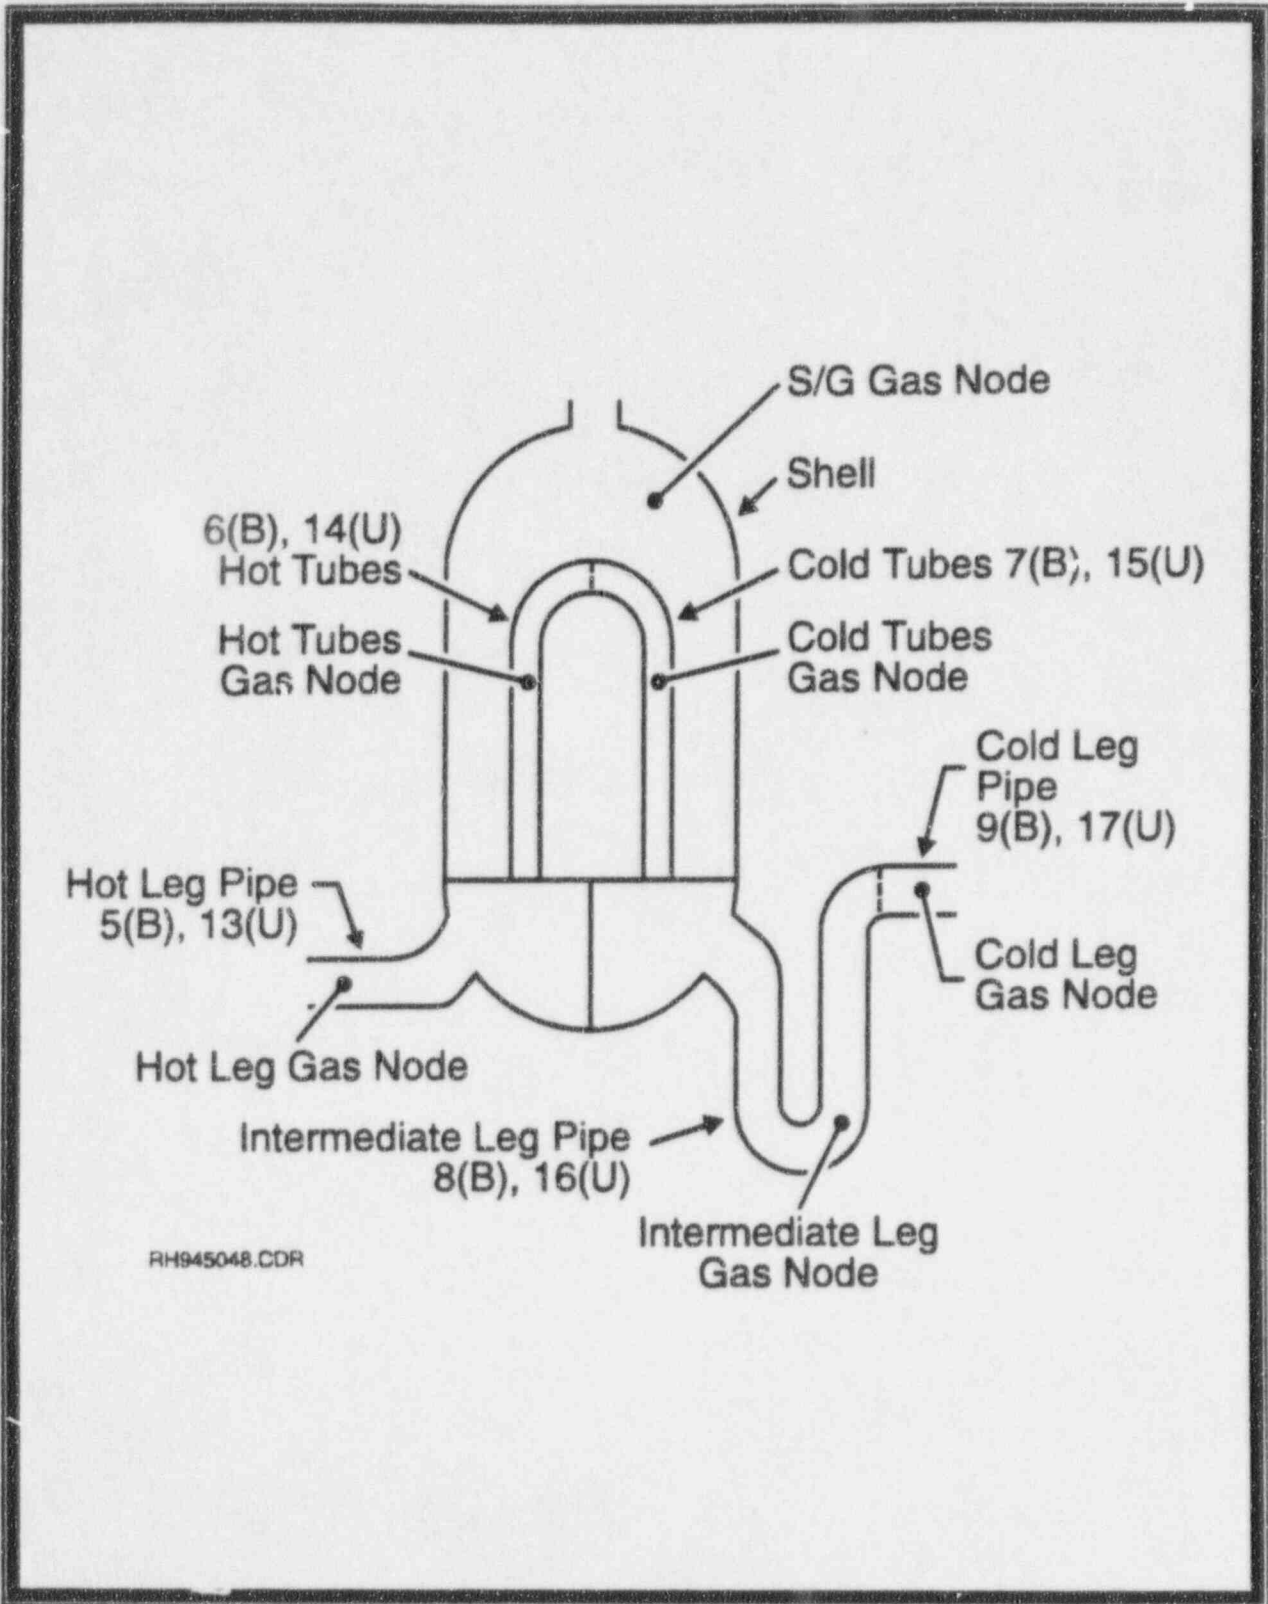 S/G Gas Node
Shell
6(B), 14(U)
Hot Tubes
Cold Tubes 7(B), 15(U)
Hot Tubes
Gas Node
Cold Tubes
Gas Node
Cold Leg
Pipe
9(B), 17(U)
Hot Leg Pipe
5(B), 13(U)
Cold Leg
Gas Node
Hot Leg Gas Node
Intermediate Leg Pipe
8(B), 16(U)
Intermediate Leg
Gas Node
RH945048.CDR